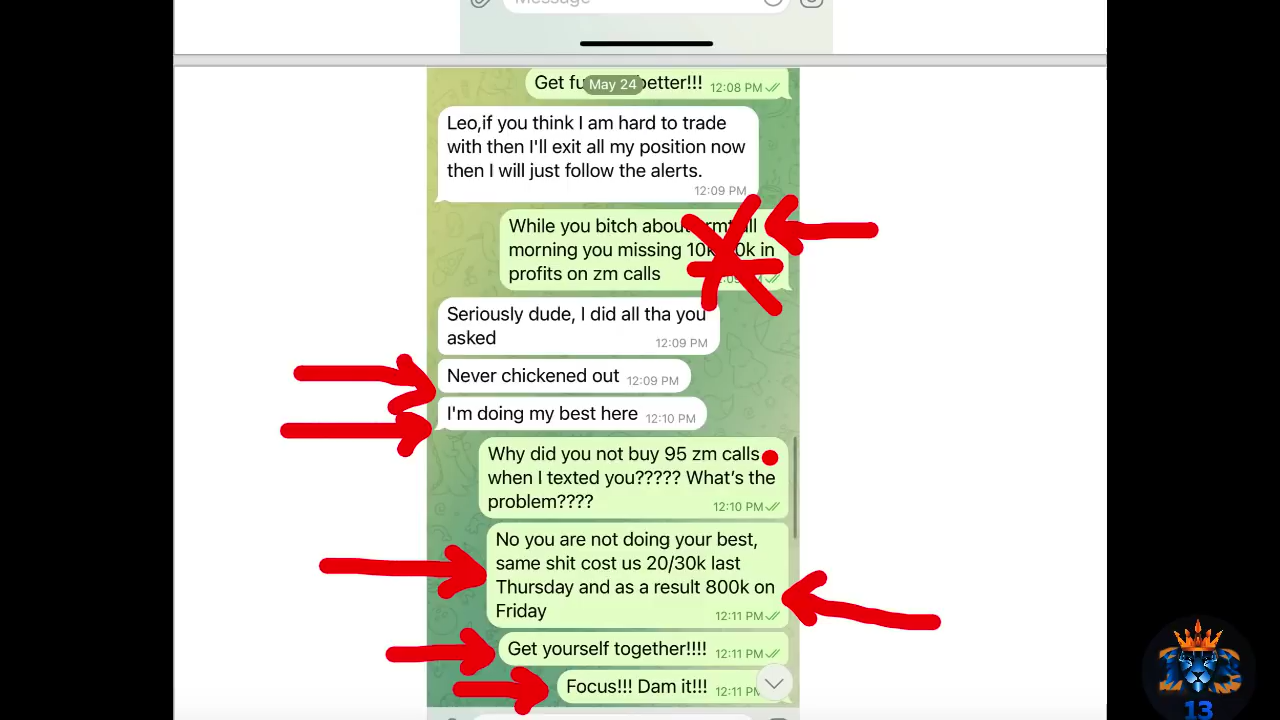 Message
May 24
Get better!!! 12:08 PM
Leo,if you think I am hard to trade
with then I'll exit all my position now
then I will just follow the alerts.
12:09 PM
While you bitch about all
morning you missing in
profits on zm calls
Seriously dude, I did all tha you
asked 12:09 PM
Never chickened out 12:09 PM
I'm doing my best here 12:10 PM
Why did you not buy 95 zm calls
when I texted you????? What's the
problem???? 12:10 PM
No you are not doing your best,
same shit cost us 20/30k last
Thursday and as a result 800k on
Friday 12:11 PM
Get yourself together!!!! 12:11 PM
Focus!!! Dam it!!! 12:11 PM
13